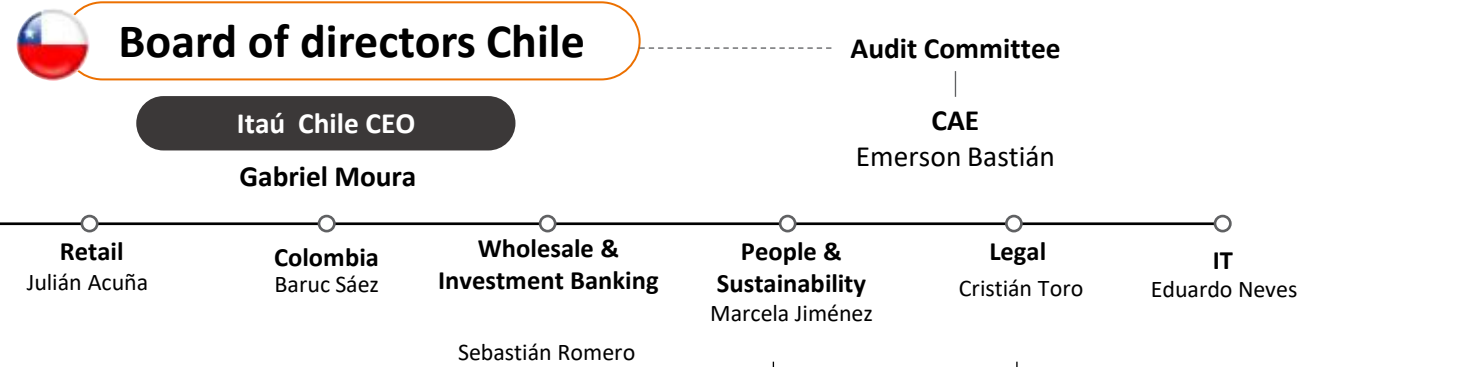 Board of directors Chile
Audit Committee
Itaú Chile CEO
Gabriel Moura
CAE
Emerson Bastián
Retail
Julián Acuña
Colombia
Baruc Sáez
Wholesale &
Investment Banking
Sebastián Romero
People &
Sustainability
Marcela Jiménez
Legal
Cristián Toro
IT
Eduardo Neves